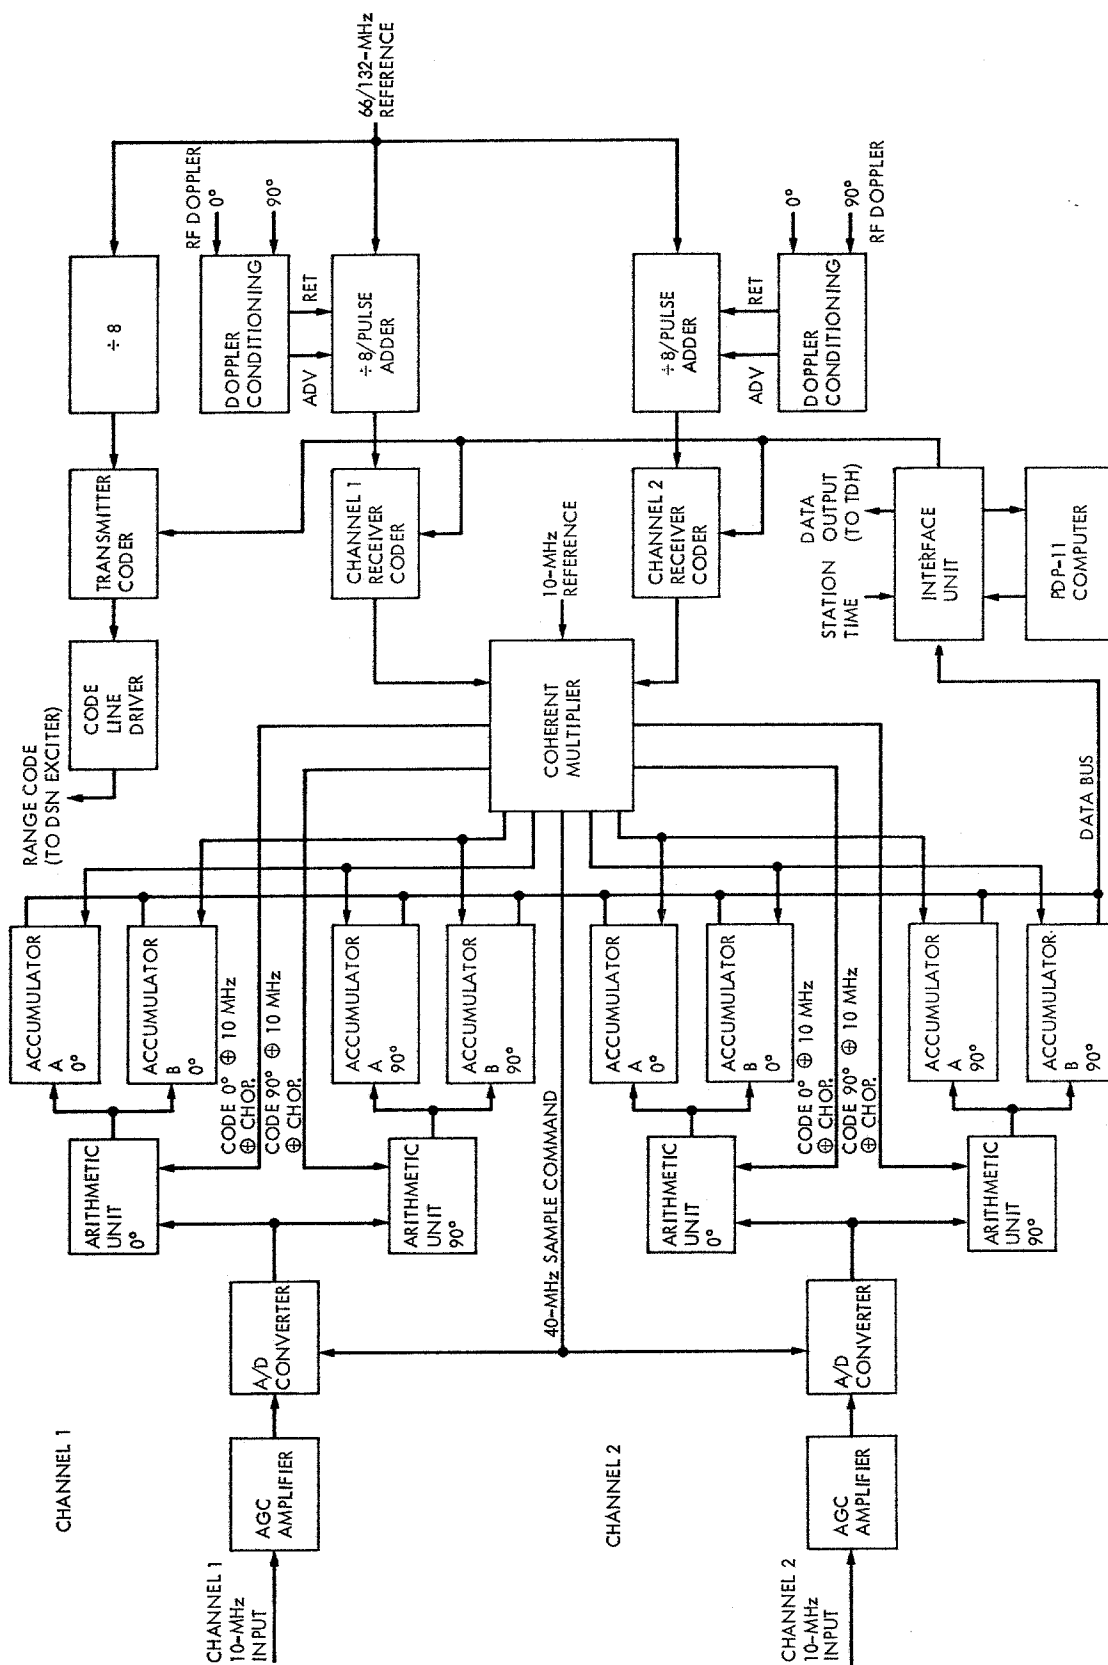 CHANNEL 1
CHANNEL 1
10-MHz
INPUT
AGC
AMPLIFIER
A/D
CONVERTER
ARITHMETIC
UNIT
0°
ARITHMETIC
UNIT
90°
ACCUMULATOR
A
0°
ACCUMULATOR
B
0°
CODE 0° ⊕ 10 MHz
⊕ CHOP.
CODE 90° ⊕ 10 MHz
⊕ CHOP.
ACCUMULATOR
A
90°
ACCUMULATOR
B
90°
RANGE CODE
(TO DSN EXCITER)
CODE
LINE
DRIVER
TRANSMITTER
CODER
÷ 8
RF DOPPLER
0°
90°
DOPPLER
CONDITIONING
ADV
RET
÷ 8/PULSE
ADDER
CHANNEL 1
RECEIVER
CODER
66/132-MHz
REFERENCE
40-MHz SAMPLE COMMAND
COHERENT
MULTIPLIER
10-MHz
REFERENCE
CHANNEL 2
CHANNEL 2
10-MHz
INPUT
AGC
AMPLIFIER
A/D
CONVERTER
ARITHMETIC
UNIT
0°
ARITHMETIC
UNIT
90°
ACCUMULATOR
A
0°
ACCUMULATOR
B
0°
CODE 0° ⊕ 10 MHz
⊕ CHOP.
CODE 90° ⊕ 10 MHz
⊕ CHOP.
ACCUMULATOR
A
90°
ACCUMULATOR
B
90°
CHANNEL 2
RECEIVER
CODER
÷ 8/PULSE
ADDER
ADV
RET
DOPPLER
CONDITIONING
0°
90°
RF DOPPLER
DATA BUS
STATION
TIME
DATA
OUTPUT
(TO TDH)
INTERFACE
UNIT
PDP-11
COMPUTER